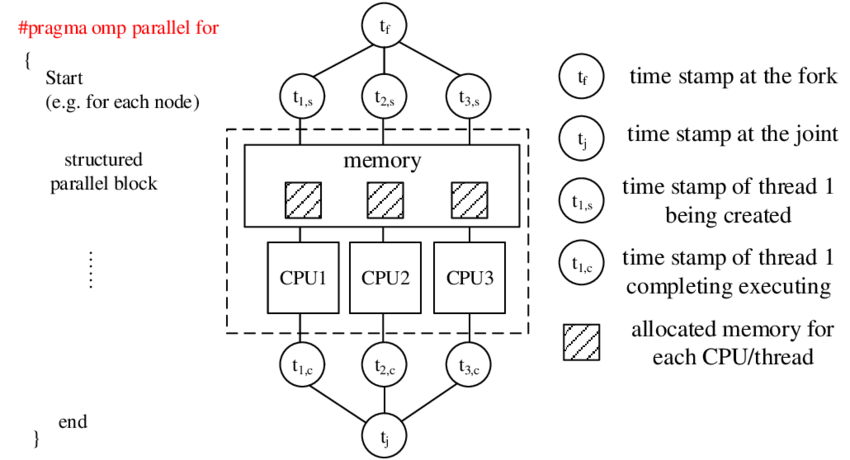 #pragma omp parallel for
{
Start
(e.g. for each node)
structured
parallel block
......
end
}
tf
t1,s
t2,s
t3,s
memory
CPU1
CPU2
CPU3
t1,c
t2,c
t3,c
tj
tf
time stamp at the fork
tj
time stamp at the joint
t1,s
time stamp of thread 1
being created
t1,c
time stamp of thread 1
completing executing
allocated memory for
each CPU/thread